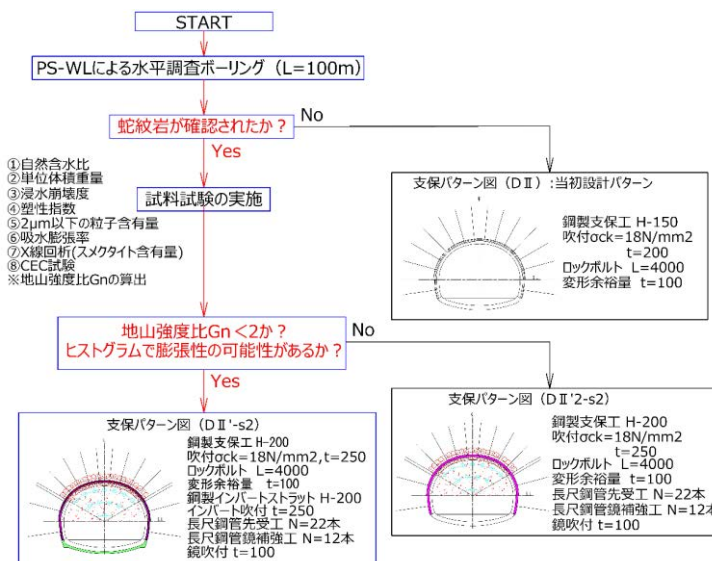 START
PS-WLによる水平調査ボーリング（L=100m）
蛇紋岩が確認されたか？
No
Yes
①自然含水比
②単位体積重量
③浸水崩壊度
④塑性指数
⑤2μm以下の粒子含有量
⑥吸水膨張率
⑦X線回析(スメクタイト含有量)
⑧CEC試験
※地山強度比Gnの算出
試料試験の実施
支保パターン図（DⅡ）:当初設計パターン
鋼製支保工 H-150
吹付σck=18N/mm2
t=200
ロックボルト L=4000
変形余裕量 t=100
地山強度比Gn＜2か？
ヒストグラムで膨張性の可能性があるか？
No
Yes
支保パターン図（DⅡ'-s2）
鋼製支保工 H-200
吹付σck=18N/mm2,t=250
ロックボルト L=4000
変形余裕量 t=100
鋼製インバートストラット H-200
インバート吹付 t=250
長尺鋼管先受工 N=22本
長尺鋼管鏡補強工 N=12本
鏡吹付 t=100
支保パターン図（DⅡ'2-s2）
鋼製支保工 H-200
吹付σck=18N/mm2
t=250
ロックボルト L=4000
変形余裕量 t=100
長尺鋼管先受工 N=22本
長尺鋼管鏡補強工 N=12本
鏡吹付 t=100